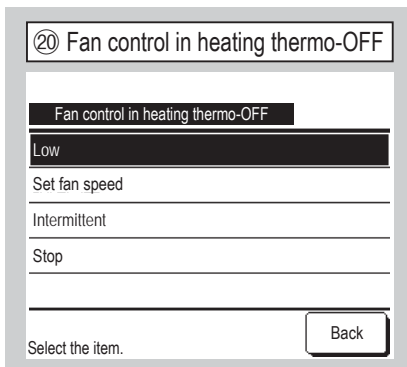 ⑳ Fan control in heating thermo-OFF
Fan control in heating thermo-OFF
Low
Set fan speed
Intermittent
Stop
Select the item.
Back